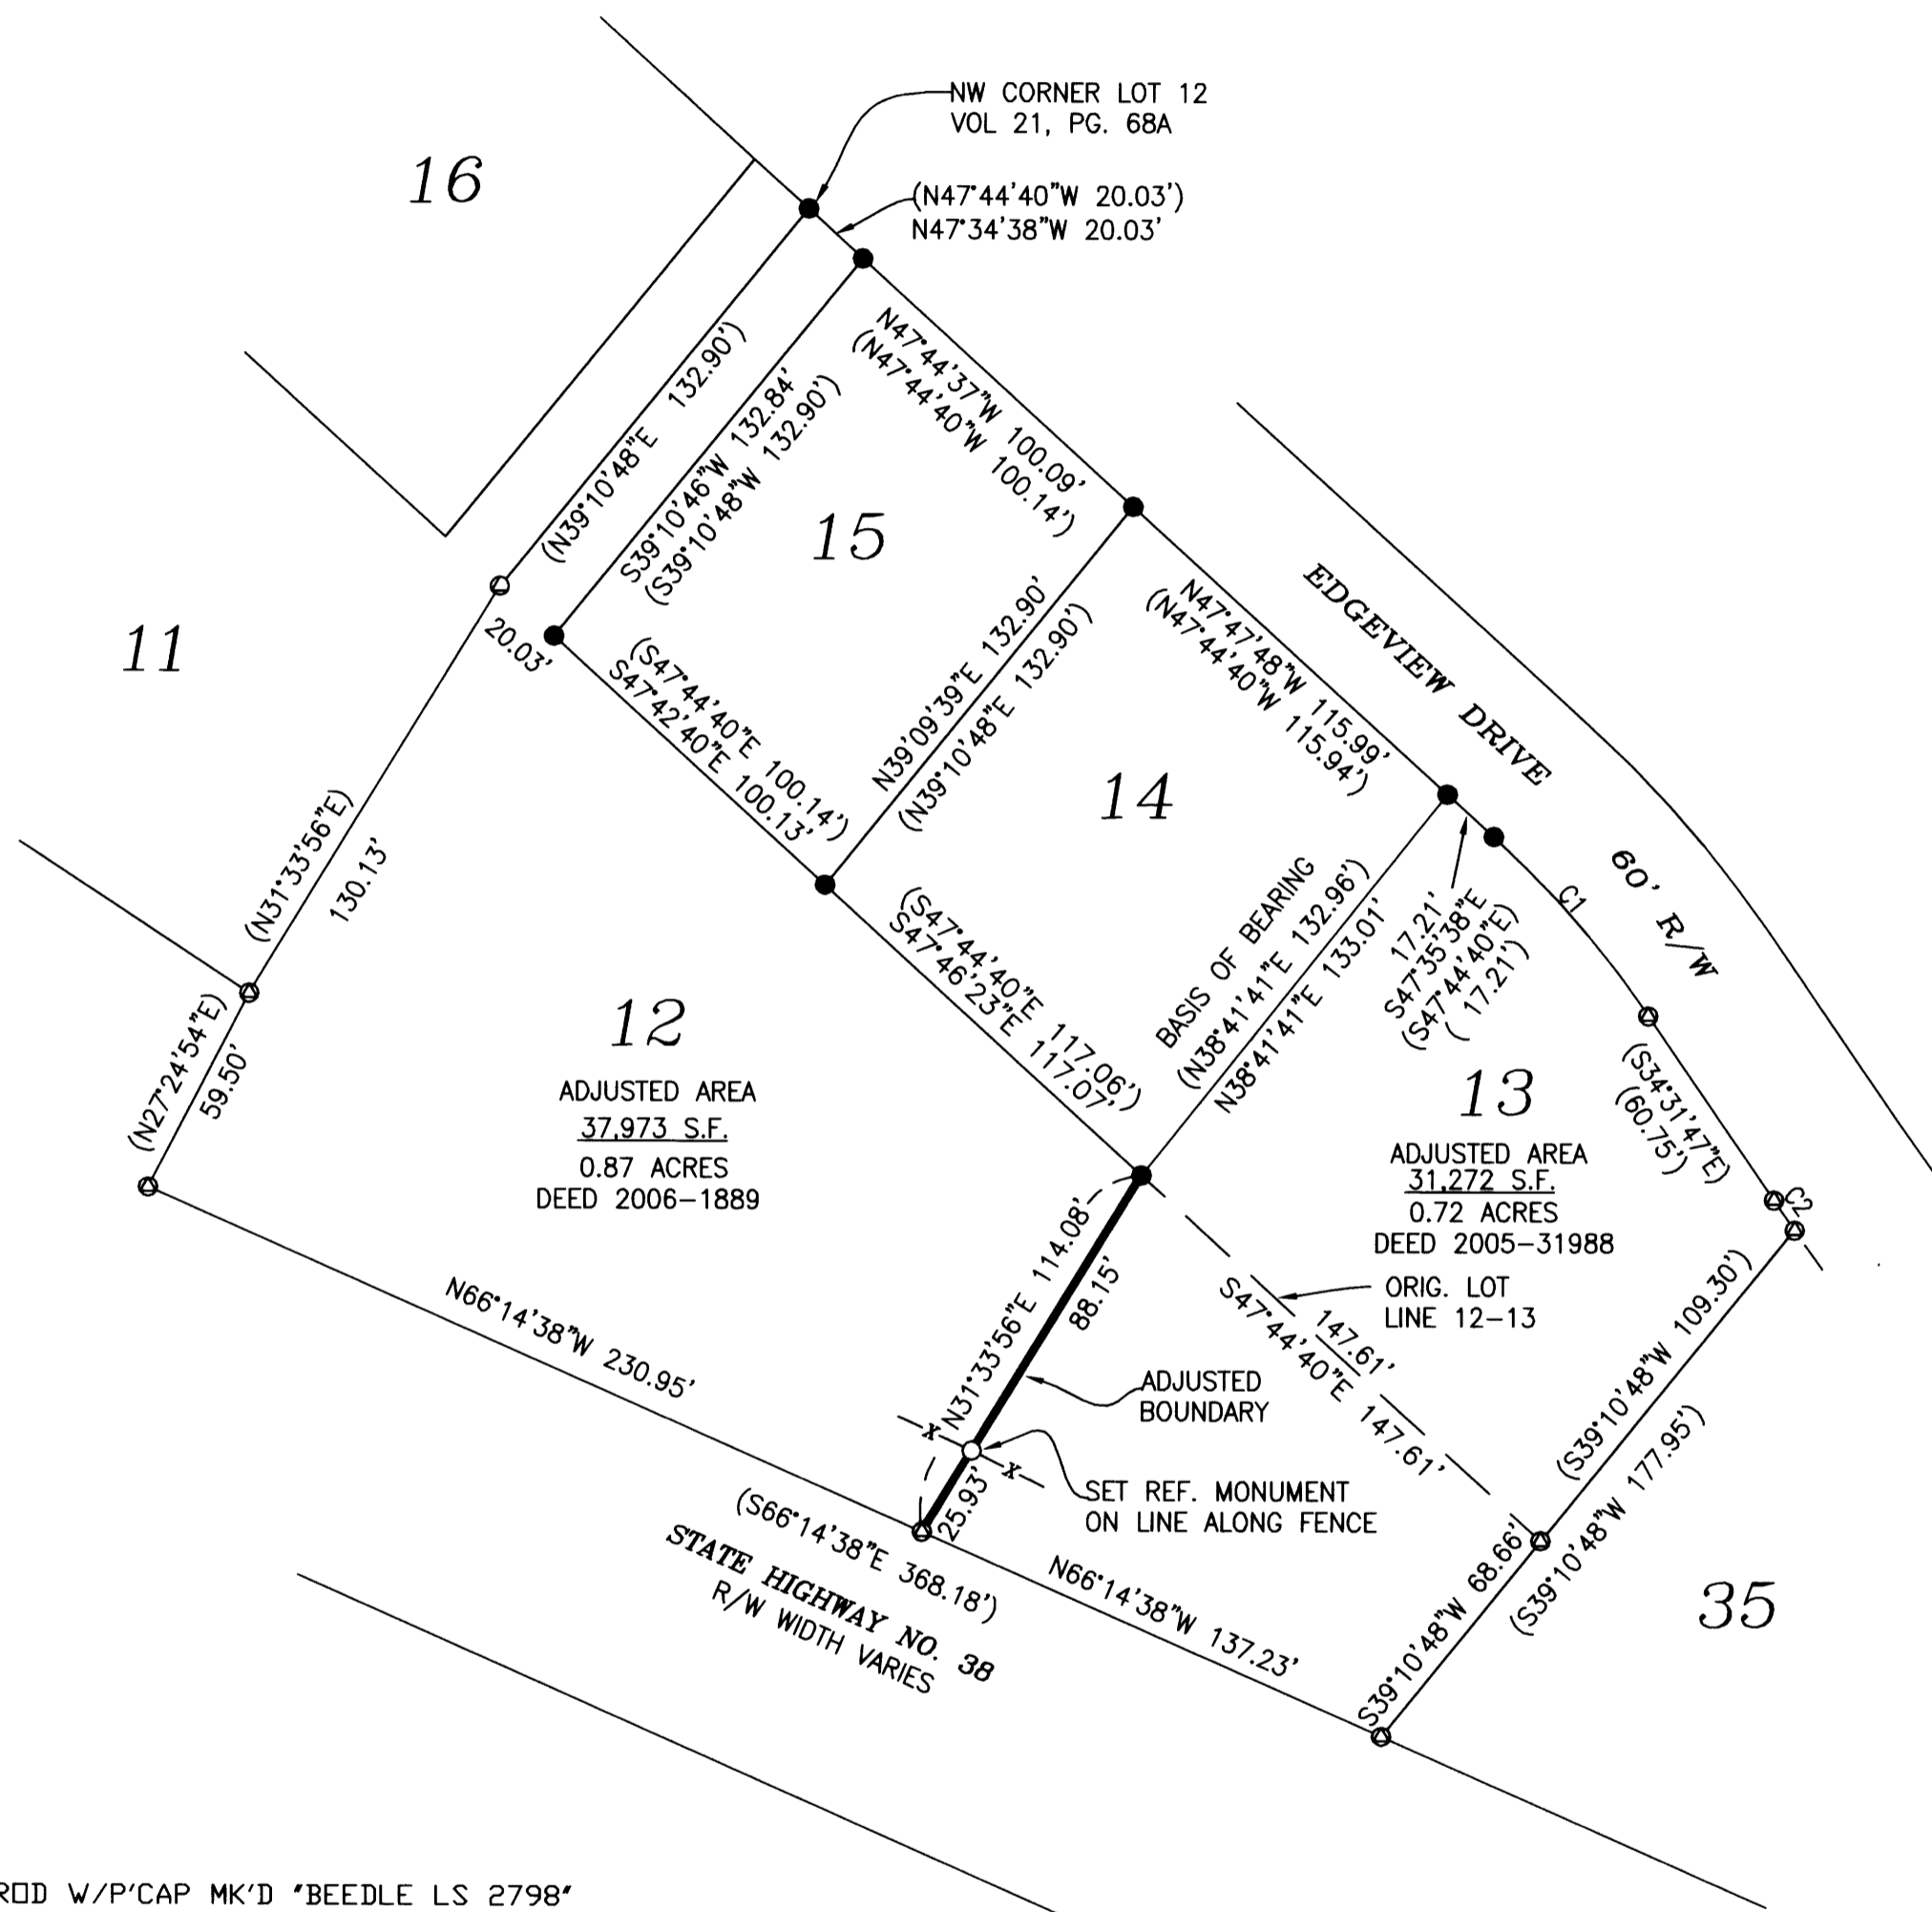 NW CORNER LOT 12
VOL 21, PG. 68A
16
(N47°44'40"W 20.03')
N47°34'38"W 20.03'
N47°44'37"W 100.09'
(N47°44'40"W 100.14')
(N39°10'48"E 132.90')
S39°10'46"W 132.84'
(S39°10'48"W 132.90')
15
EDGEVIEW DRIVE
60' R/W
11
20.03'
(S47°44'40"E 100.14')
S47°42'40"E 100.13'
N39°09'39"E 132.90'
(N39°10'48"E 132.90')
N47°47'48"W 115.99'
(N47°44'40"W 115.94')
14
C1
(N31°33'56"E)
130.13'
(S47°44'40"E 117.06')
S47°46'23"E 117.07'
BASIS OF BEARING
(N38°41'41"E 132.96')
N38°41'41"E 133.01'
17.21'
S47°35'38"E
(S47°44'40"E)
( 17.21')
(N27°24'54"E)
59.50'
12
ADJUSTED AREA
37,973 S.F.
0.87 ACRES
DEED 2006-1889
13
ADJUSTED AREA
31,272 S.F.
0.72 ACRES
DEED 2005-31988
(S34°31'47"E)
(60.75')
C2
ORIG. LOT
LINE 12-13
N31°33'56"E 114.08'
88.15'
147.61'
S47°44'40"E 147.61'
(S39°10'48"W 109.30')
(S39°10'48"W 177.95')
N66°14'38"W 230.95'
ADJUSTED
BOUNDARY
X
X
25.93'
SET REF. MONUMENT
ON LINE ALONG FENCE
(S66°14'38"E 368.18')
STATE HIGHWAY NO. 38
R/W WIDTH VARIES
N66°14'38"W 137.23'
S39°10'48"W 68.66'
35
ROD W/P'CAP MK'D "BEEDLE LS 2798"